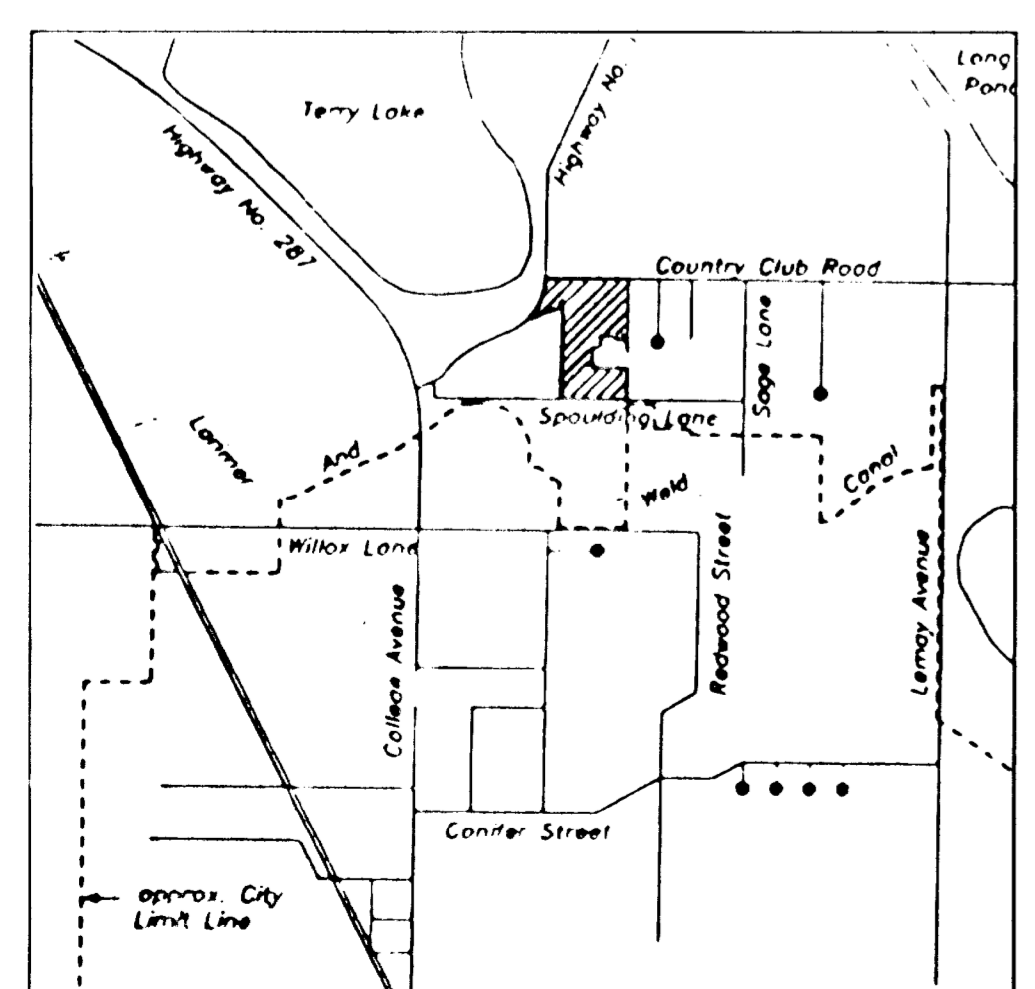 Long
Pond
Terry Lake
Highway No.
Highway No. 287
Country Club Road
Sage Lane
Spaulding Lane
Larimer
And
Weld
Canal
Willox Lane
College Avenue
Redwood Street
Lemay Avenue
Conifer Street
approx. City
Limit Line